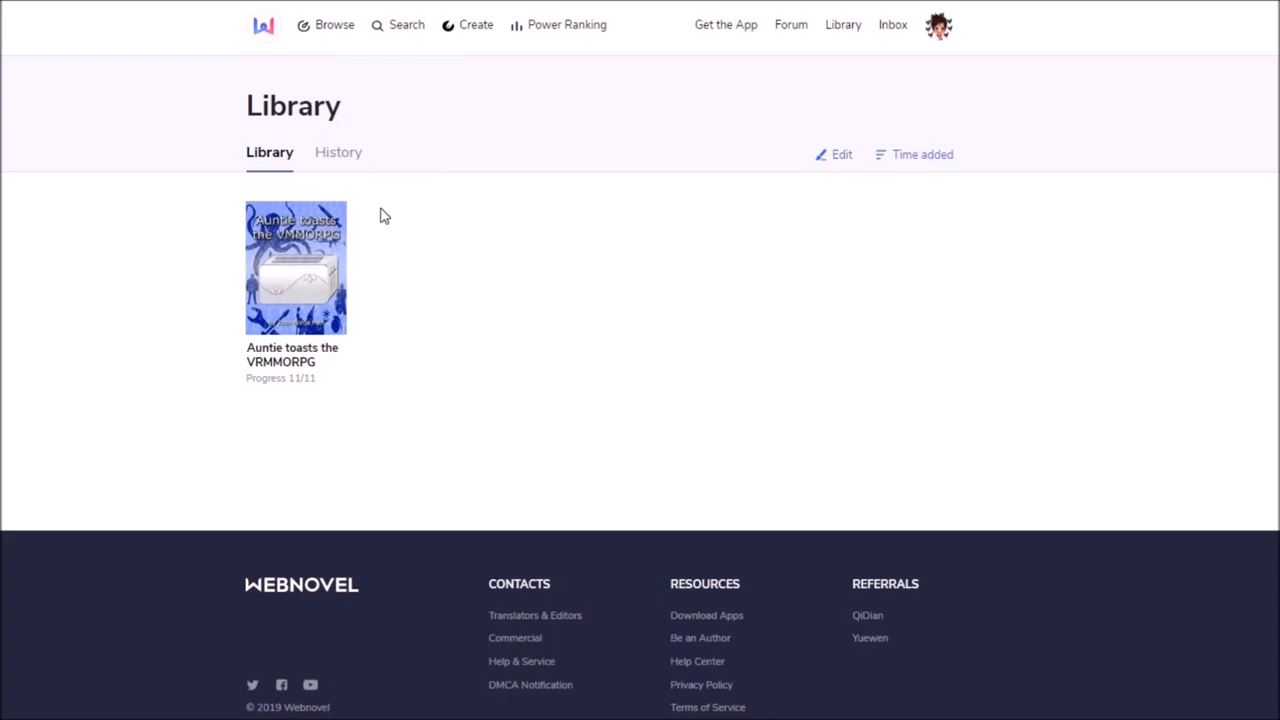 Browse
Search
Create
Power Ranking
Get the App
Forum
Library
Inbox
Library
Library
History
Edit
Time added
Auntie toasts
the VMMORPG
Auntie toasts the
VRMMORPG
Progress 11/11
WEBNOVEL
CONTACTS
Translators & Editors
Commercial
Help & Service
DMCA Notification
RESOURCES
Download Apps
Be an Author
Help Center
Privacy Policy
Terms of Service
REFERRALS
QiDian
Yuewen
© 2019 Webnovel